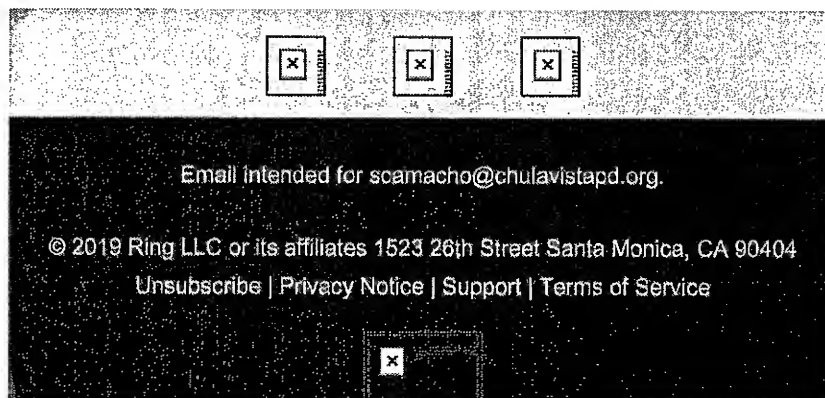 Email intended for scamacho@chulavistapd.org.
© 2019 Ring LLC or its affiliates 1523 26th Street Santa Monica, CA 90404
Unsubscribe | Privacy Notice | Support | Terms of Service